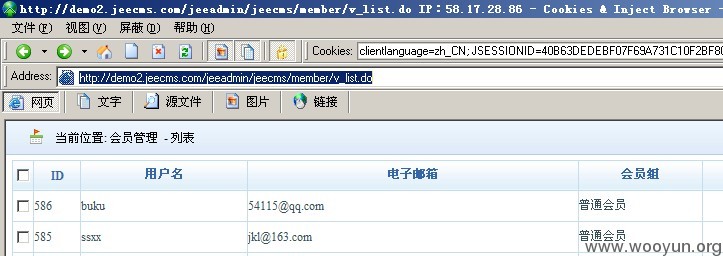 http://demo2.jeecms.com/jeeadmin/jeecms/member/v_list.do IP：58.17.28.86 - Cookies & Inject Browser -
文件(F) 视图(V) 工具(T) 帮助(H)
Cookies: clientlanguage=zh_CN;JSESSIONID=40B63DEDEBF07F69A731C10F2BF80
Address: http://demo2.jeecms.com/jeeadmin/jeecms/member/v_list.do
网页 文字 源文件 图片 链接
当前位置: 会员管理 - 列表
ID 用户名 电子邮箱 会员组
586 buku 54115@qq.com 普通会员
585 ssxx jkl@163.com 普通会员
www.wooyun.org